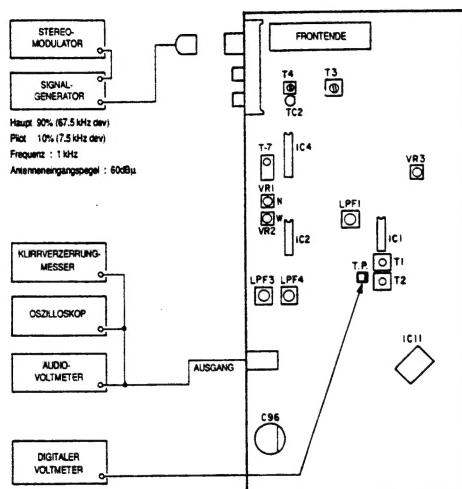 STEREO-
MODULATOR
SIGNAL-
GENERATOR
Haupt 90% (67.5 kHz dev)
Pilot 10% (7.5 kHz dev)
Frequenz : 1 kHz
Antenneneingangspegel : 60dBµ
FRONTENDE
T4
T3
TC2
IC4
T-7
VR3
VR1
N
LPF1
W
VR2
IC2
IC1
T1
T.P.
T2
LPF3
LPF4
KLIRRVERZERRUNG-
MESSER
OSZILLOSKOP
AUDIO-
VOLTMETER
AUSGANG
IC11
C96
DIGITALER
VOLTMETER